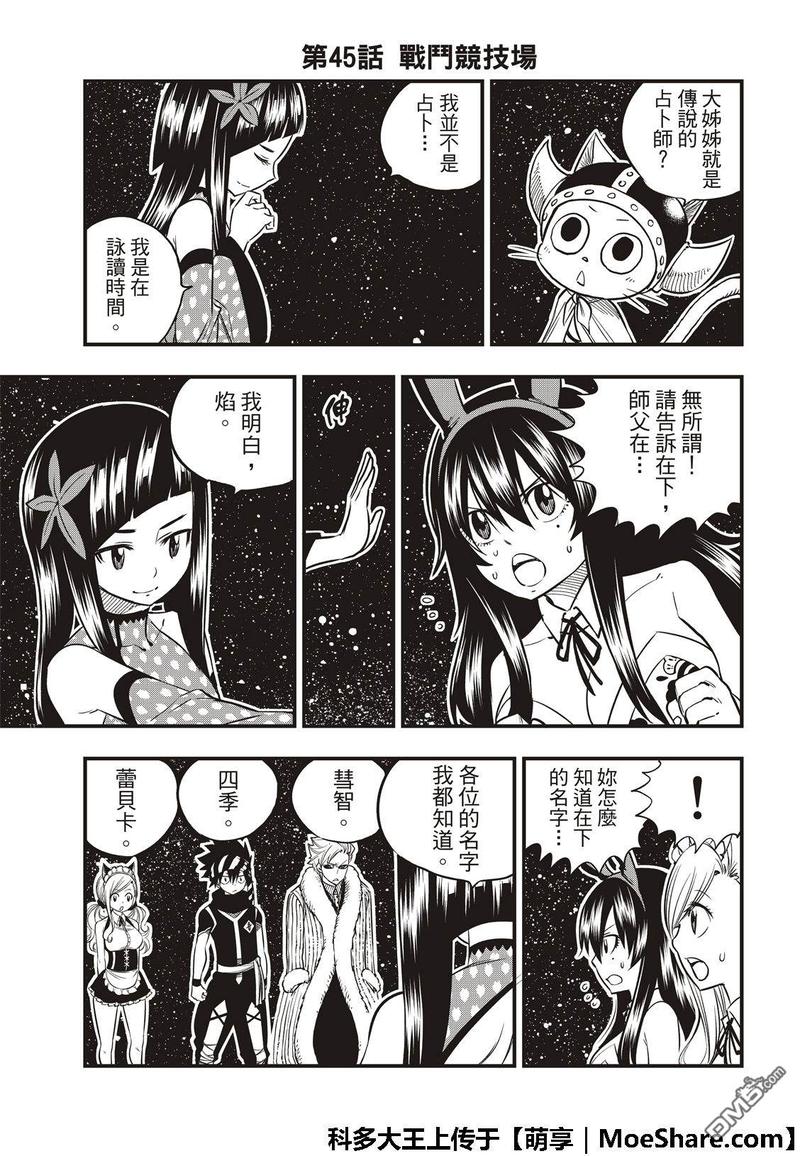 第45話 戰鬥競技場
大姊姊就是
傳說的
占卜師？
我並不是
占卜…
我是在
詠讀時間。
無所謂！
請告訴在下，
師父在…
伸
我明白，
焰。
！
妳怎麼
知道在下
的名字…
各位的名字
我都知道。
彗智。
四季。
蕾貝卡。
DM5.com
科多大王上传于【萌享｜MoeShare.com】